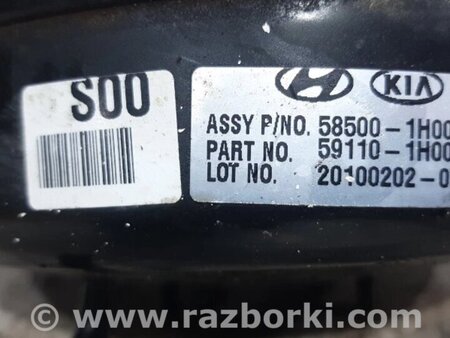 S00
KIA
ASSY P/NO. 58500-1H00
PART NO. 59110-1H00
LOT NO. 20100202-0
www.razborki.com